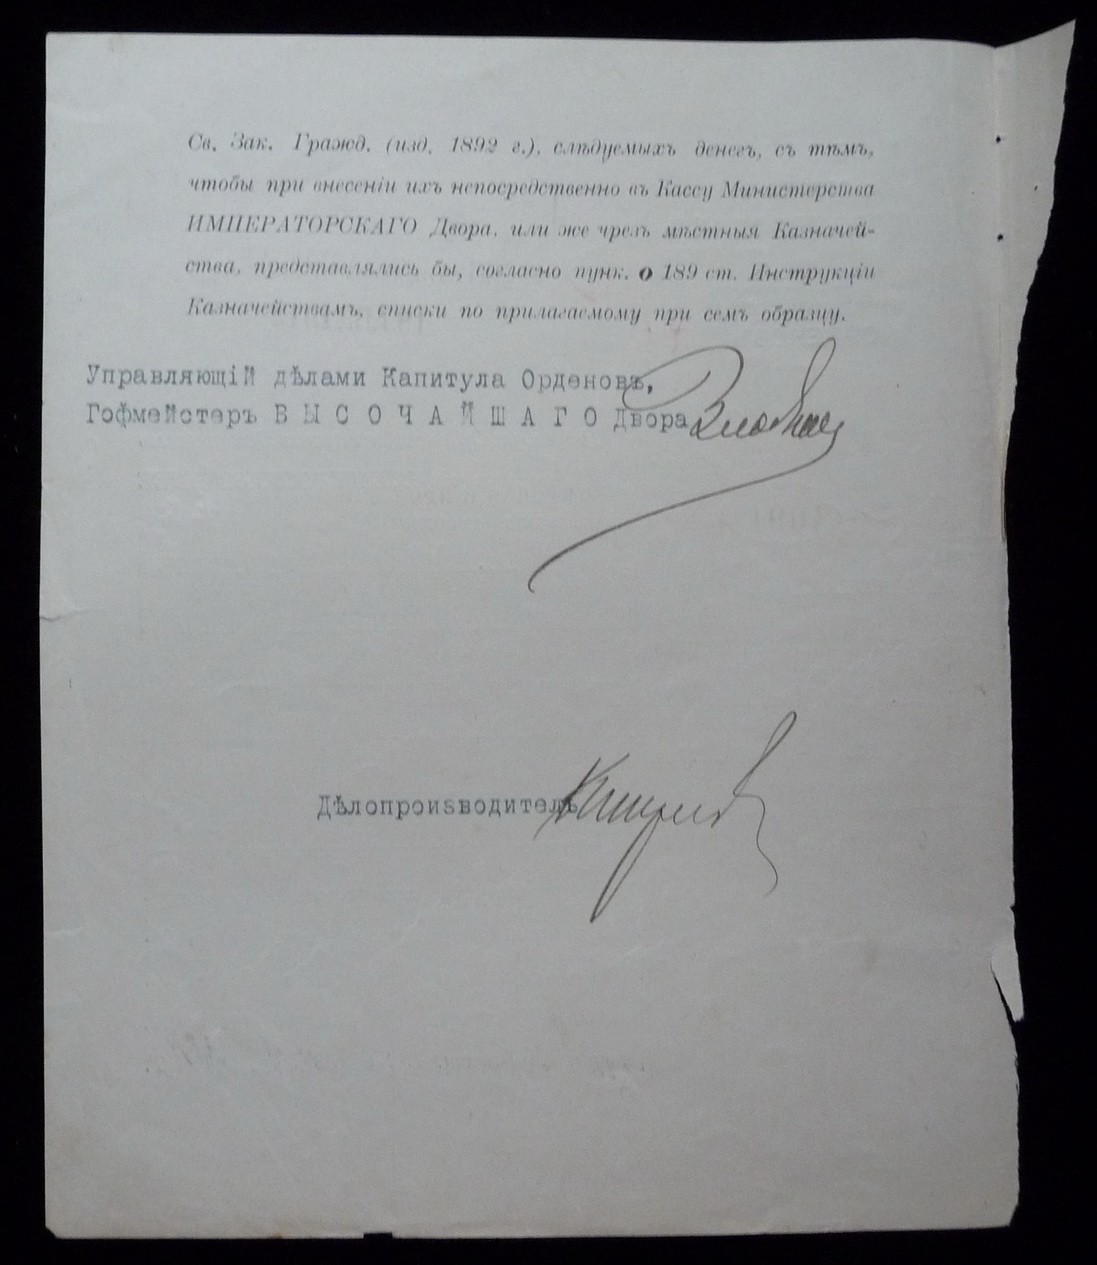 Св. Зак. Гражд. (изд. 1892 г.), слѣдуемыхъ денегъ, съ тѣмъ,
чтобы при внесеніи ихъ непосредственно въ Кассу Министерства
ИМПЕРАТОРСКАГО Двора, или же чрезъ мѣстныя Казначей-
ства, представлялись бы, согласно пунк. о 189 ст. Инструкціи
Казначействамъ, списки по прилагаемому при семъ образцу.
Управляющій дѣлами Капитула Орденовъ,
Гофмейстеръ В Ы С О Ч А Й Ш А Г О Двора
Дѣлопроизводитель